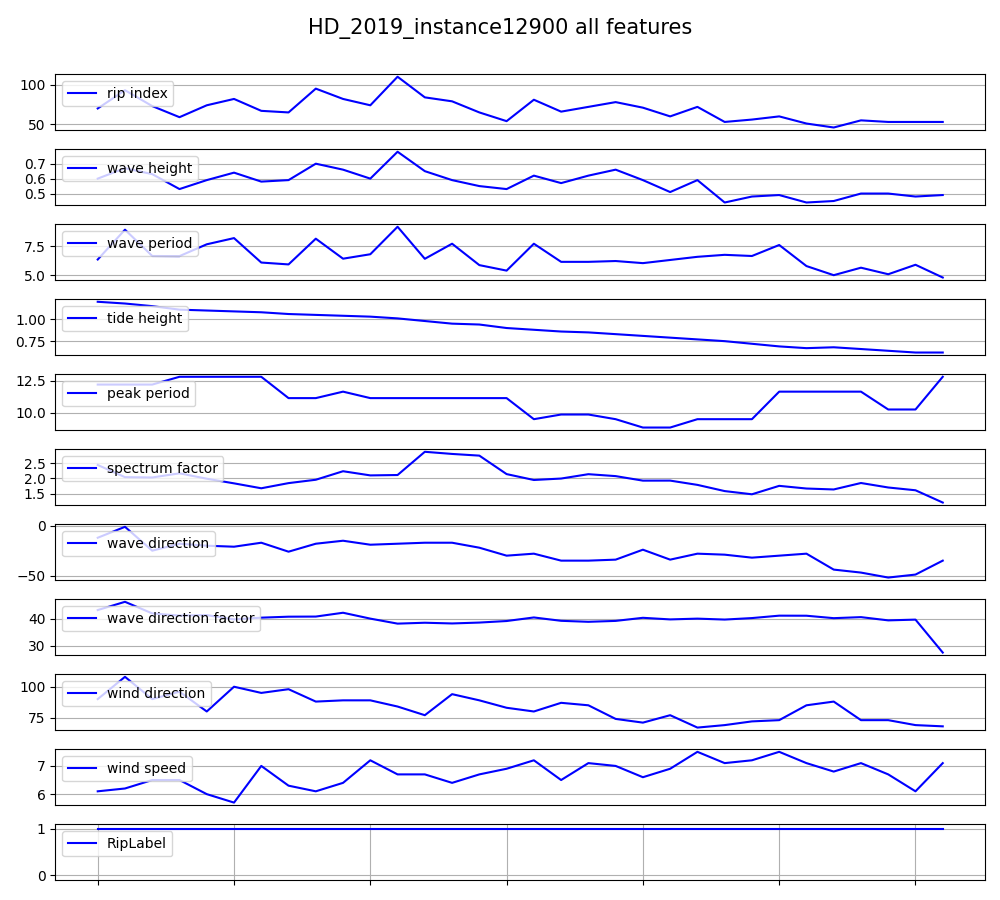 HD_2019_instance12900 all features
100
50
rip index
0.7
0.6
0.5
wave height
7.5
5.0
wave period
1.00
0.75
tide height
12.5
10.0
peak period
2.5
2.0
1.5
spectrum factor
0
−50
wave direction
40
30
wave direction factor
100
75
wind direction
7
6
wind speed
1
0
RipLabel